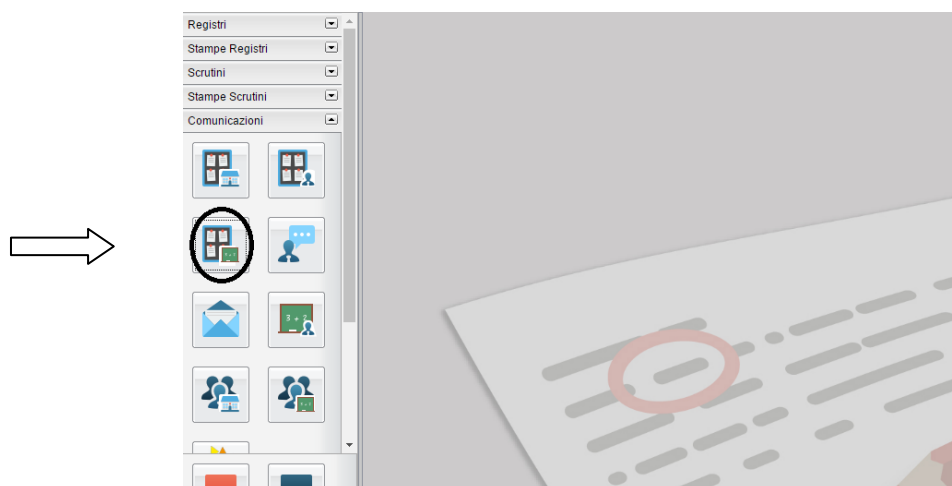 Registri
Stampe Registri
Scrutini
Stampe Scrutini
Comunicazioni